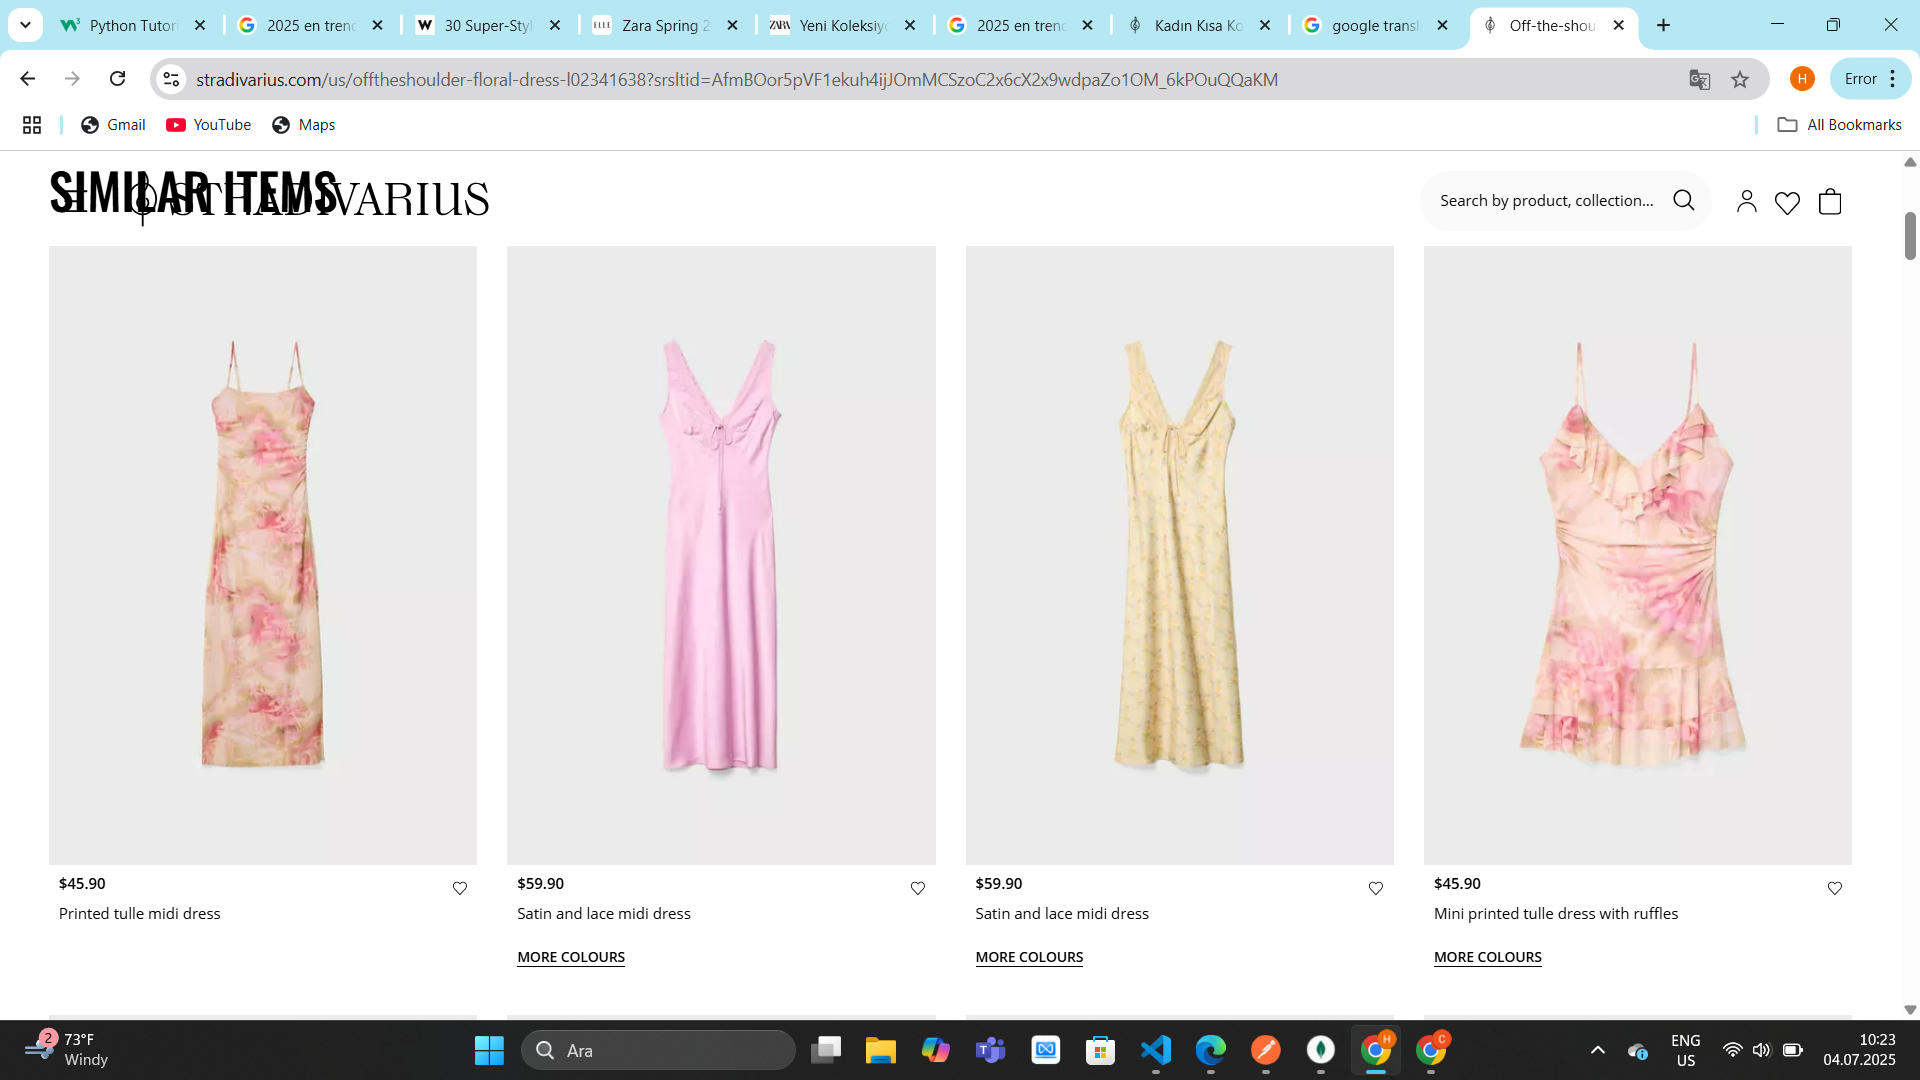 Python Tutori
2025 en trend
30 Super-Styl
ELLE
Zara Spring 2
ZARA
Yeni Koleksiyo
2025 en trend
Kadın Kısa Ko
google transl
Off-the-shou
stradivarius.com/us/offtheshoulder-floral-dress-l02341638?srsltid=AfmBOor5pVF1ekuh4ijJOmMCSzoC2x6cX2x9wdpaZo1OM_6kPOuQQaKM
H
Error
Gmail
YouTube
Maps
All Bookmarks
SIMILAR ITEMS
STRADIVARIUS
Search by product, collection...
$45.90
Printed tulle midi dress
$59.90
Satin and lace midi dress
MORE COLOURS
$59.90
Satin and lace midi dress
MORE COLOURS
$45.90
Mini printed tulle dress with ruffles
MORE COLOURS
2
73°F
Windy
Ara
H
C
ENG
US
10:23
04.07.2025